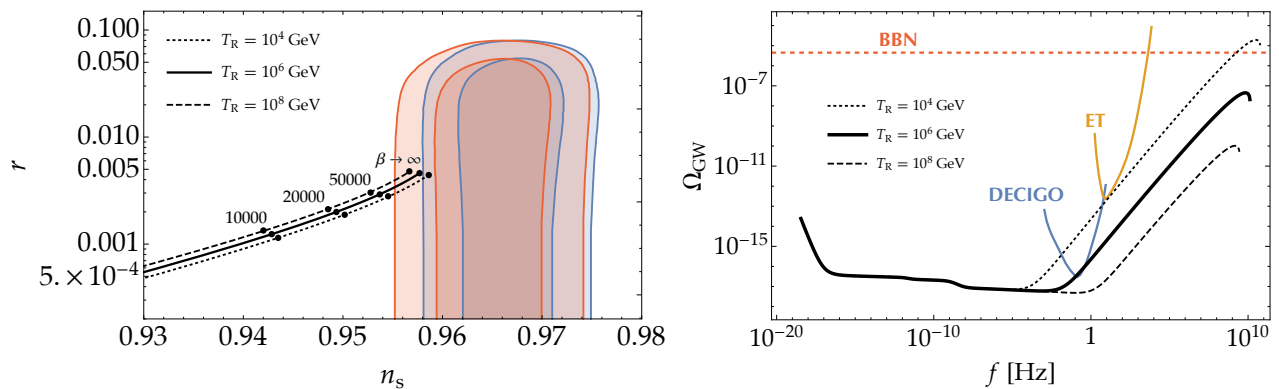 0.100
0.050
0.100
0.005
0.001
5. × 10⁻⁴
r
T_R = 10⁴ GeV
T_R = 10⁶ GeV
T_R = 10⁸ GeV
β → ∞
50000
20000
10000
0.93 0.94 0.95 0.96 0.97 0.98
n_s
10⁻⁷
10⁻¹¹
10⁻¹⁵
Ω_GW
BBN
T_R = 10⁴ GeV
T_R = 10⁶ GeV
T_R = 10⁸ GeV
ET
DECIGO
10⁻²⁰ 10⁻¹⁰ 1 10¹⁰
f [Hz]